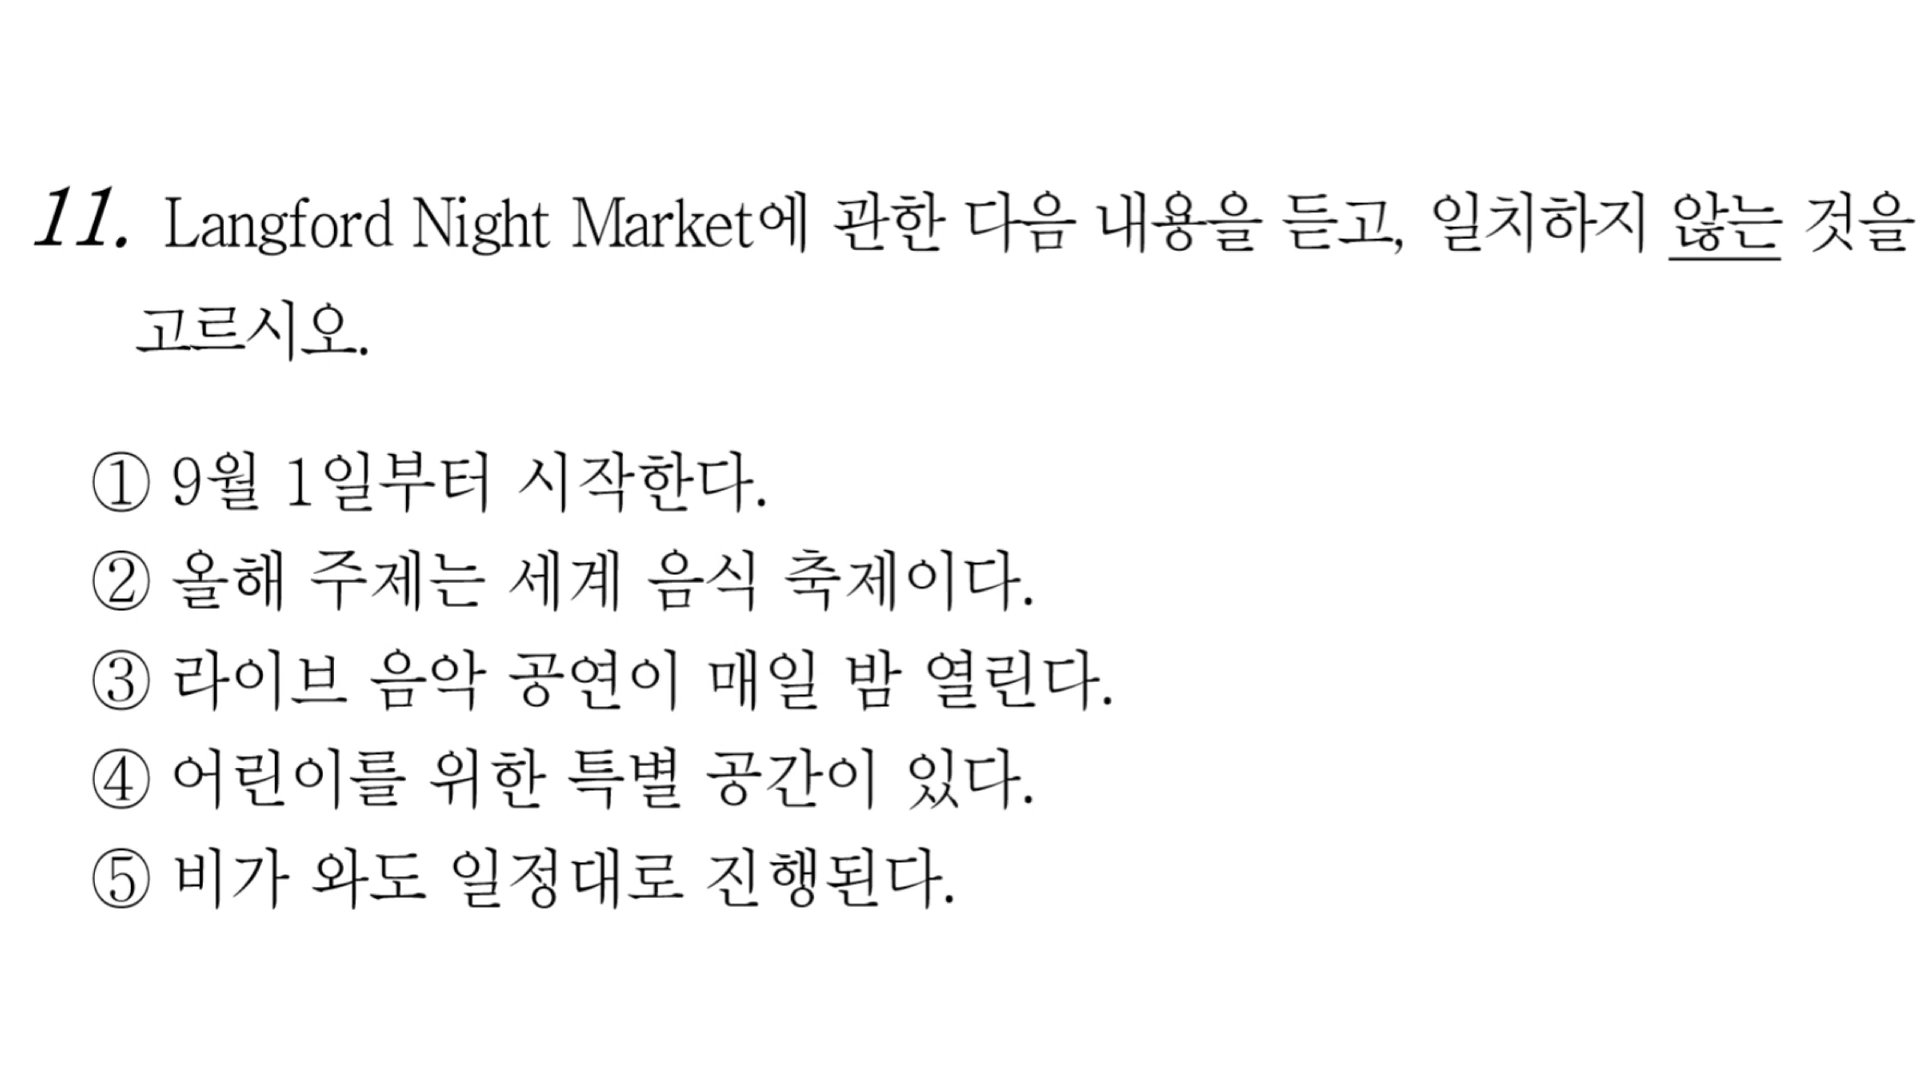 11. Langford Night Market에 관한 다음 내용을 듣고, 일치하지 않는 것을
고르시오.
① 9월 1일부터 시작한다.
② 올해 주제는 세계 음식 축제이다.
③ 라이브 음악 공연이 매일 밤 열린다.
④ 어린이를 위한 특별 공간이 있다.
⑤ 비가 와도 일정대로 진행된다.